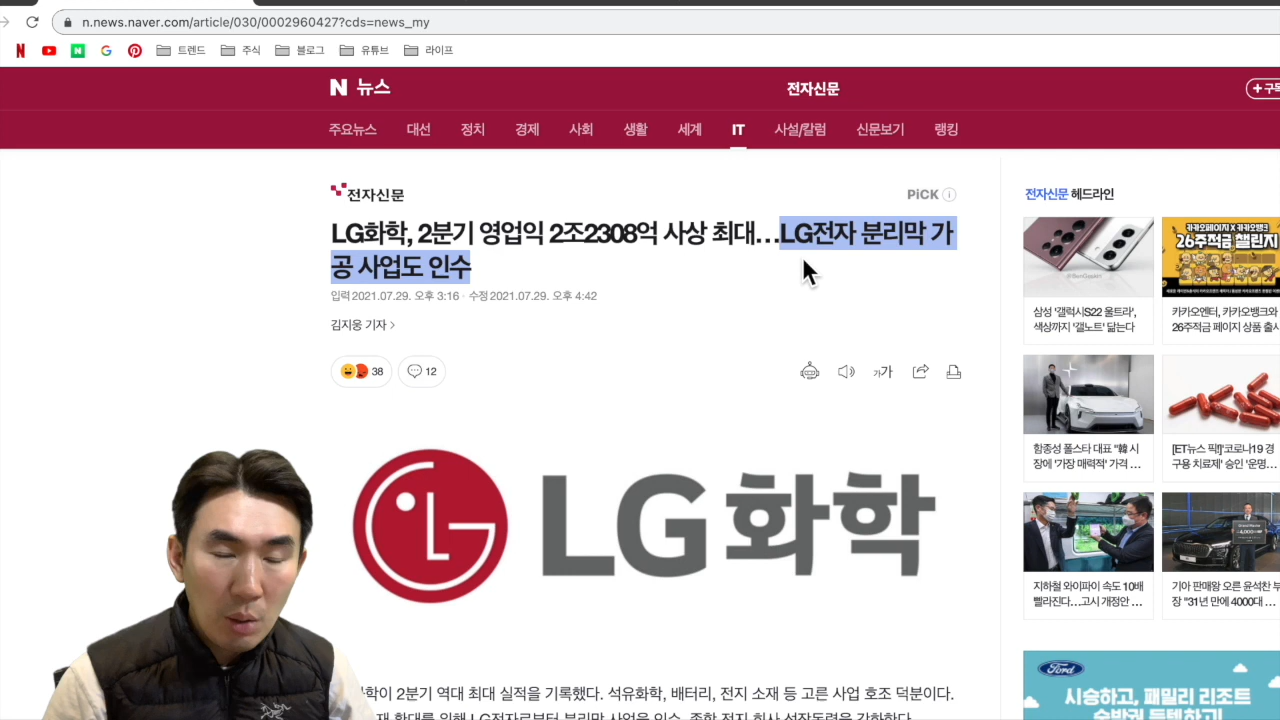 n.news.naver.com/article/030/0002960427?cds=news_my
트렌드 주식 블로그 유튜브 라이프
N 뉴스
전자신문
주요뉴스 대선 정치 경제 사회 생활 세계 IT 사설/칼럼 신문보기 랭킹
전자신문
PiCK
LG화학, 2분기 영업익 2조2308억 사상 최대…LG전자 분리막 가
공 사업도 인수
입력 2021.07.29. 오후 3:16 · 수정 2021.07.29. 오후 4:42
김지웅 기자
38 12
가가
LG화학
화학이 2분기 역대 최대 실적을 기록했다. 석유화학, 배터리, 전지 소재 등 고른 사업 호조 덕분이다.
전자신문 헤드라인
카카오페이지 X 카카오뱅크
26주적금 챌린지
삼성 '갤럭시S22 울트라',
색상까지 '갤노트' 닮는다
카카오엔터, 카카오뱅크와
26주적금 페이지 상품 출시
함종성 폴스타 대표 "韓 시
장에 '가장 매력적' 가격 …
[ET뉴스 픽!]'코로나19 경
구용 치료제' 승인 '운명…
지하철 와이파이 속도 10배
빨라진다…고시 개정안 …
기아 판매왕 오른 윤석찬 부
장 "31년 만에 4000대 …
Ford
시승하고, 패밀리 리조트